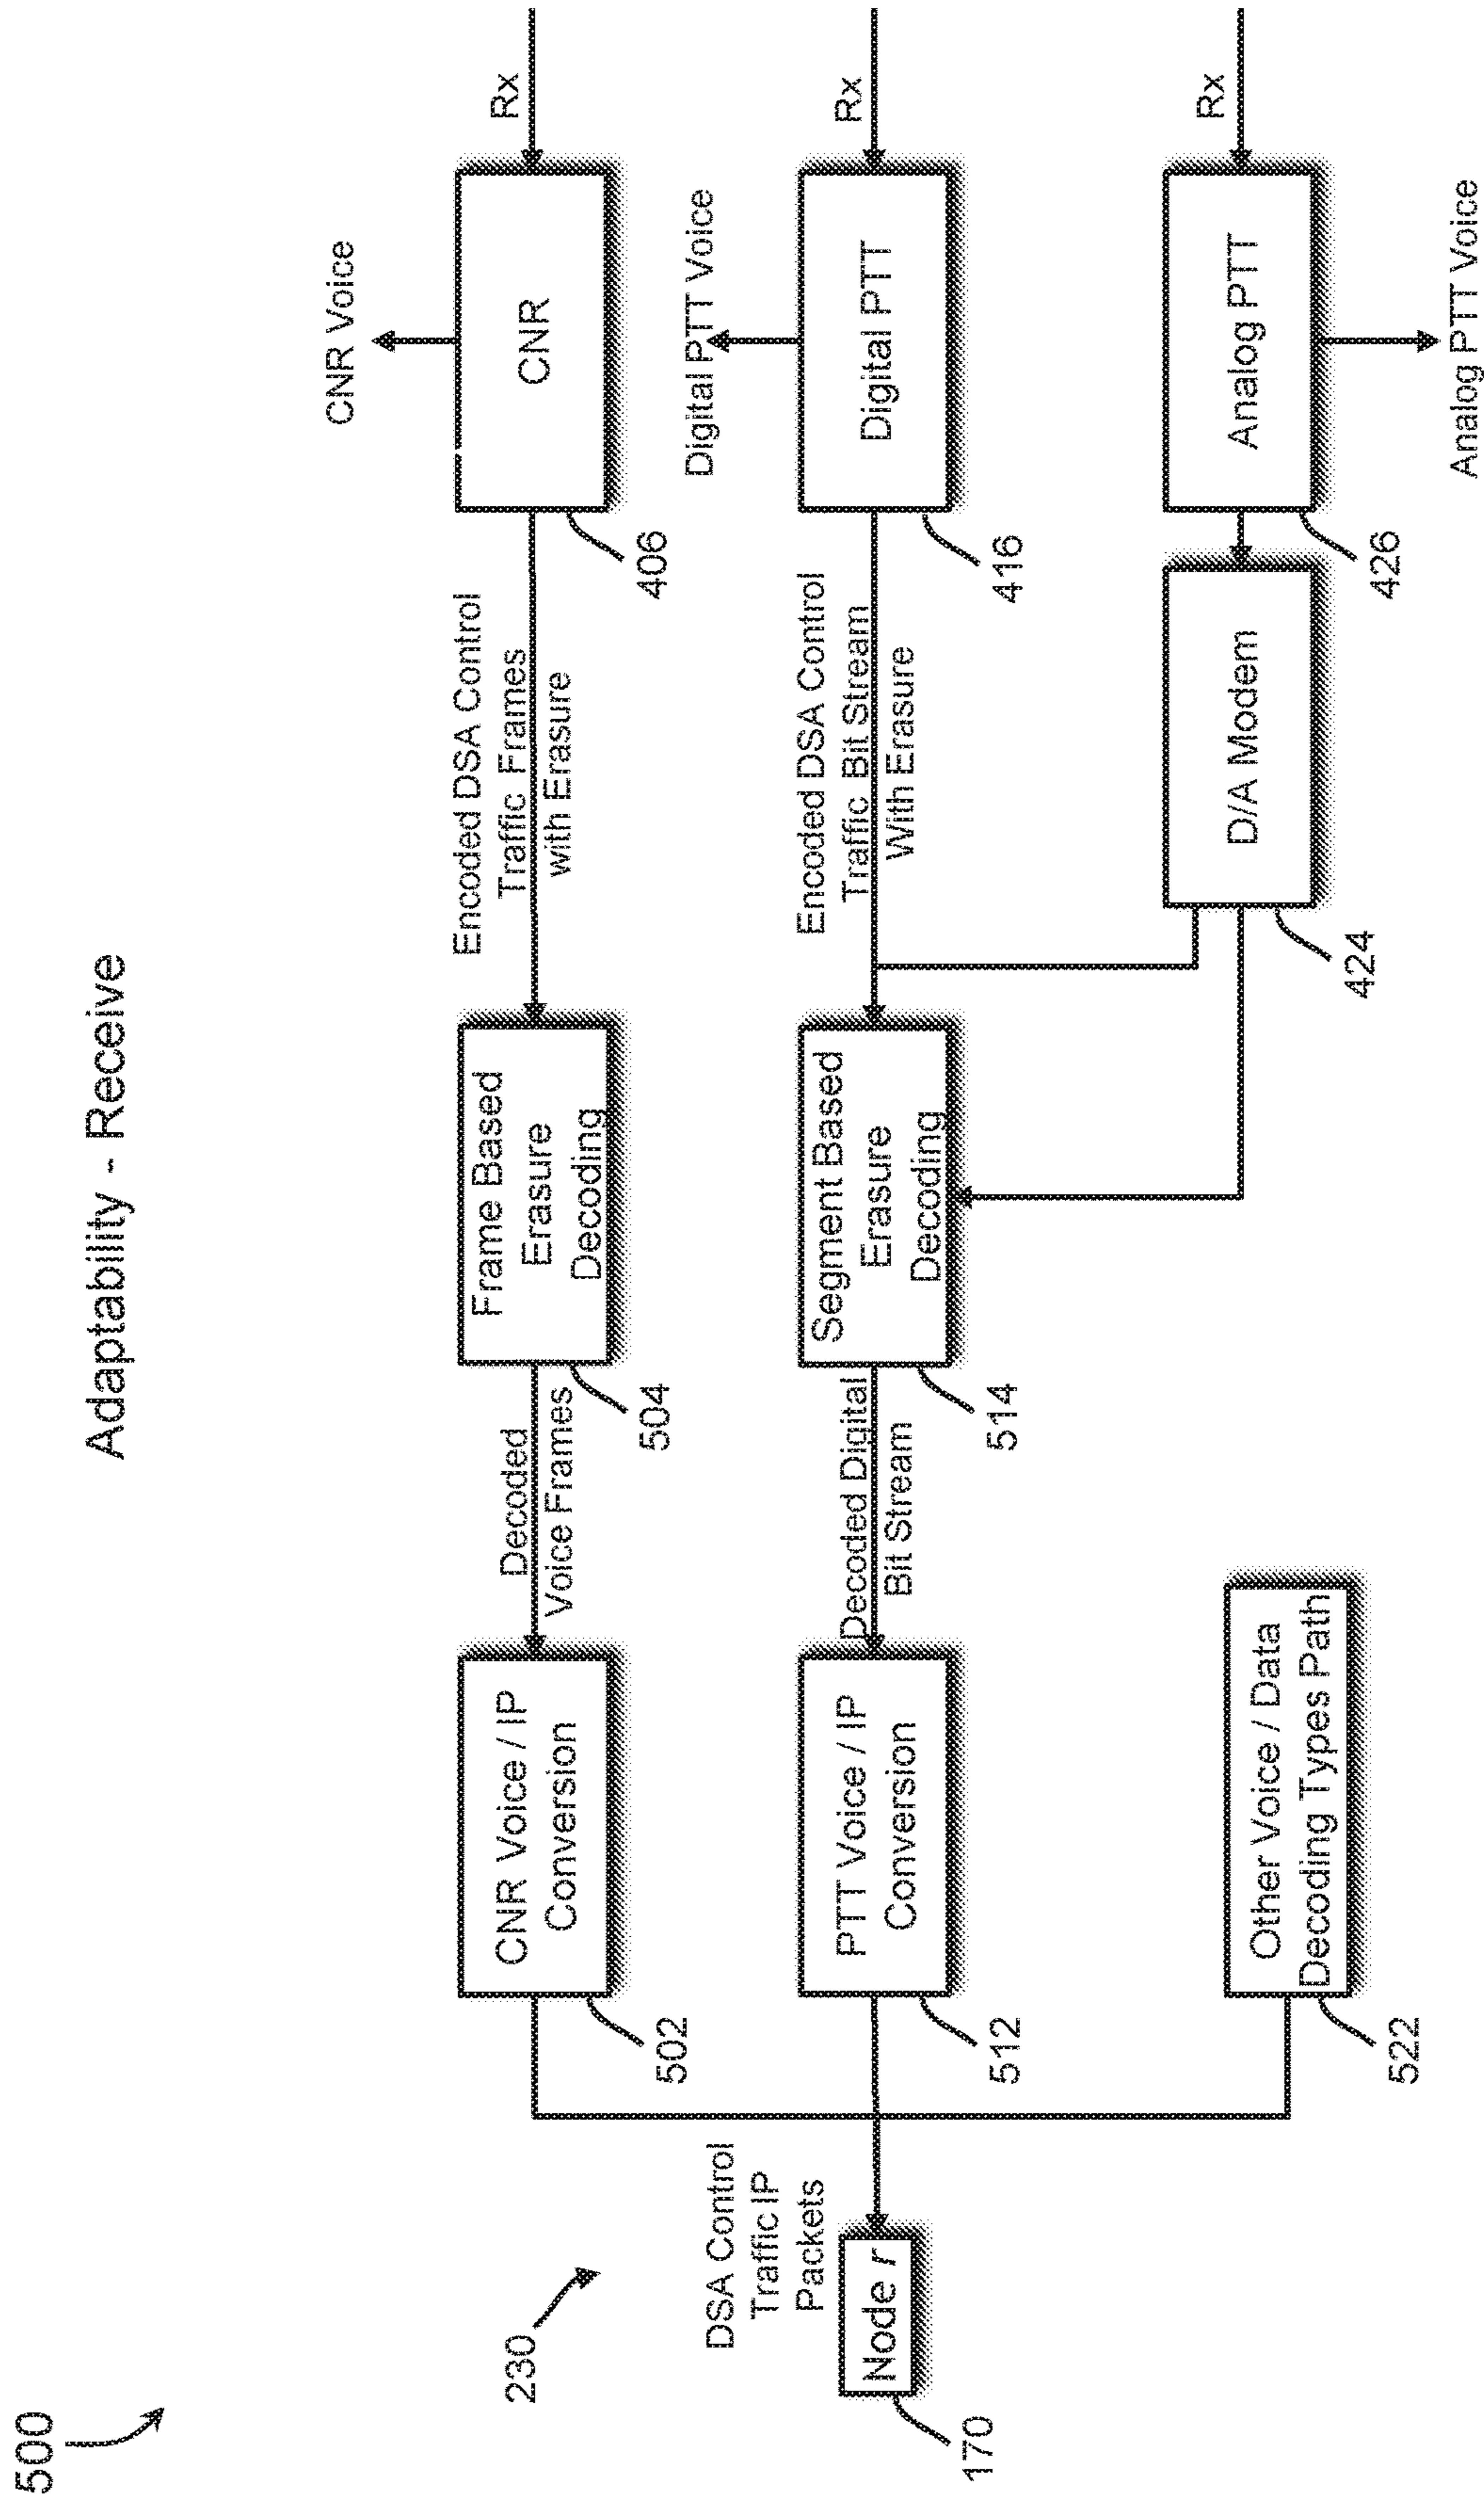 500
Adaptability - Receive
230
CNR Voice / IP
Conversion
502
Decoded
Voice Frames
Frame Based
Erasure
Decoding
504
Encoded DSA Control
Traffic Frames
with Erasure
CNR Voice
CNR
406
Rx
DSA Control
Traffic IP
Packets
Node r
170
PTT Voice / IP
Conversion
512
Decoded Digital
Bit Stream
Segment Based
Erasure
Decoding
514
Encoded DSA Control
Traffic Bit Stream
With Erasure
Digital PTT Voice
Digital PTT
416
Rx
Other Voice / Data
Decoding Types Path
522
D/A Modem
424
Analog PTT
426
Rx
Analog PTT Voice